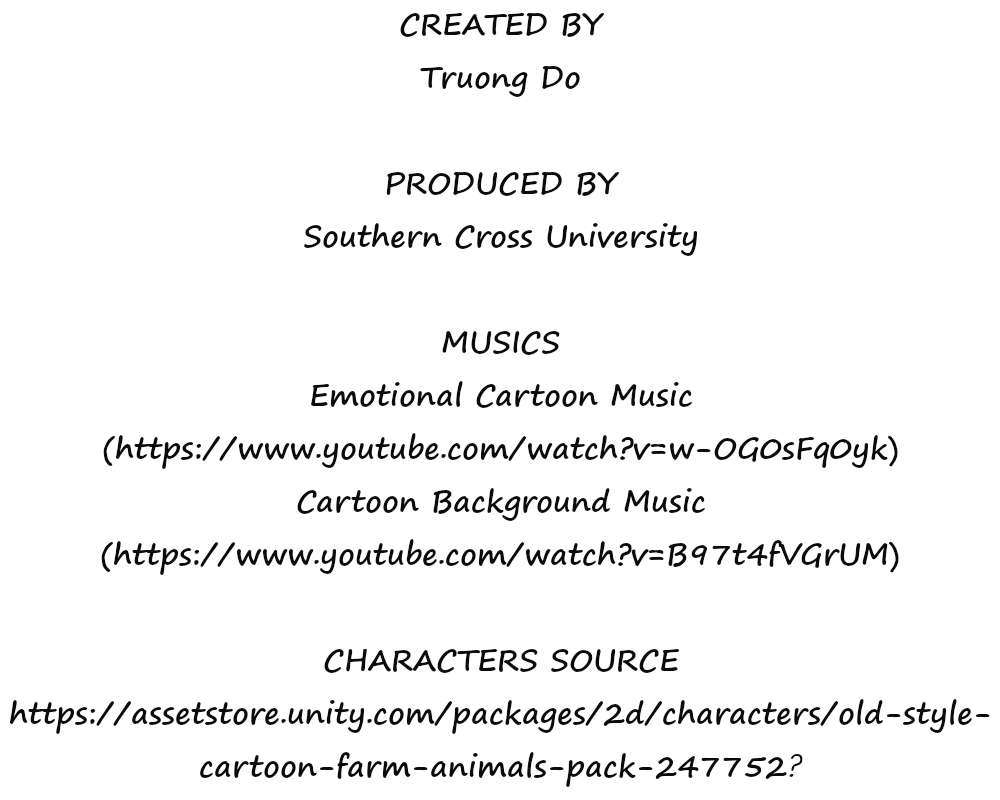 CREATED BY
Truong Do
PRODUCED BY
Southern Cross University
MUSICS
Emotional Cartoon Music
(https://www.youtube.com/watch?v=w-OG0sFq0yk)
Cartoon Background Music
(https://www.youtube.com/watch?v=B97t4fVGrUM)
CHARACTERS SOURCE
https://assetstore.unity.com/packages/2d/characters/old-style-
cartoon-farm-animals-pack-247752?